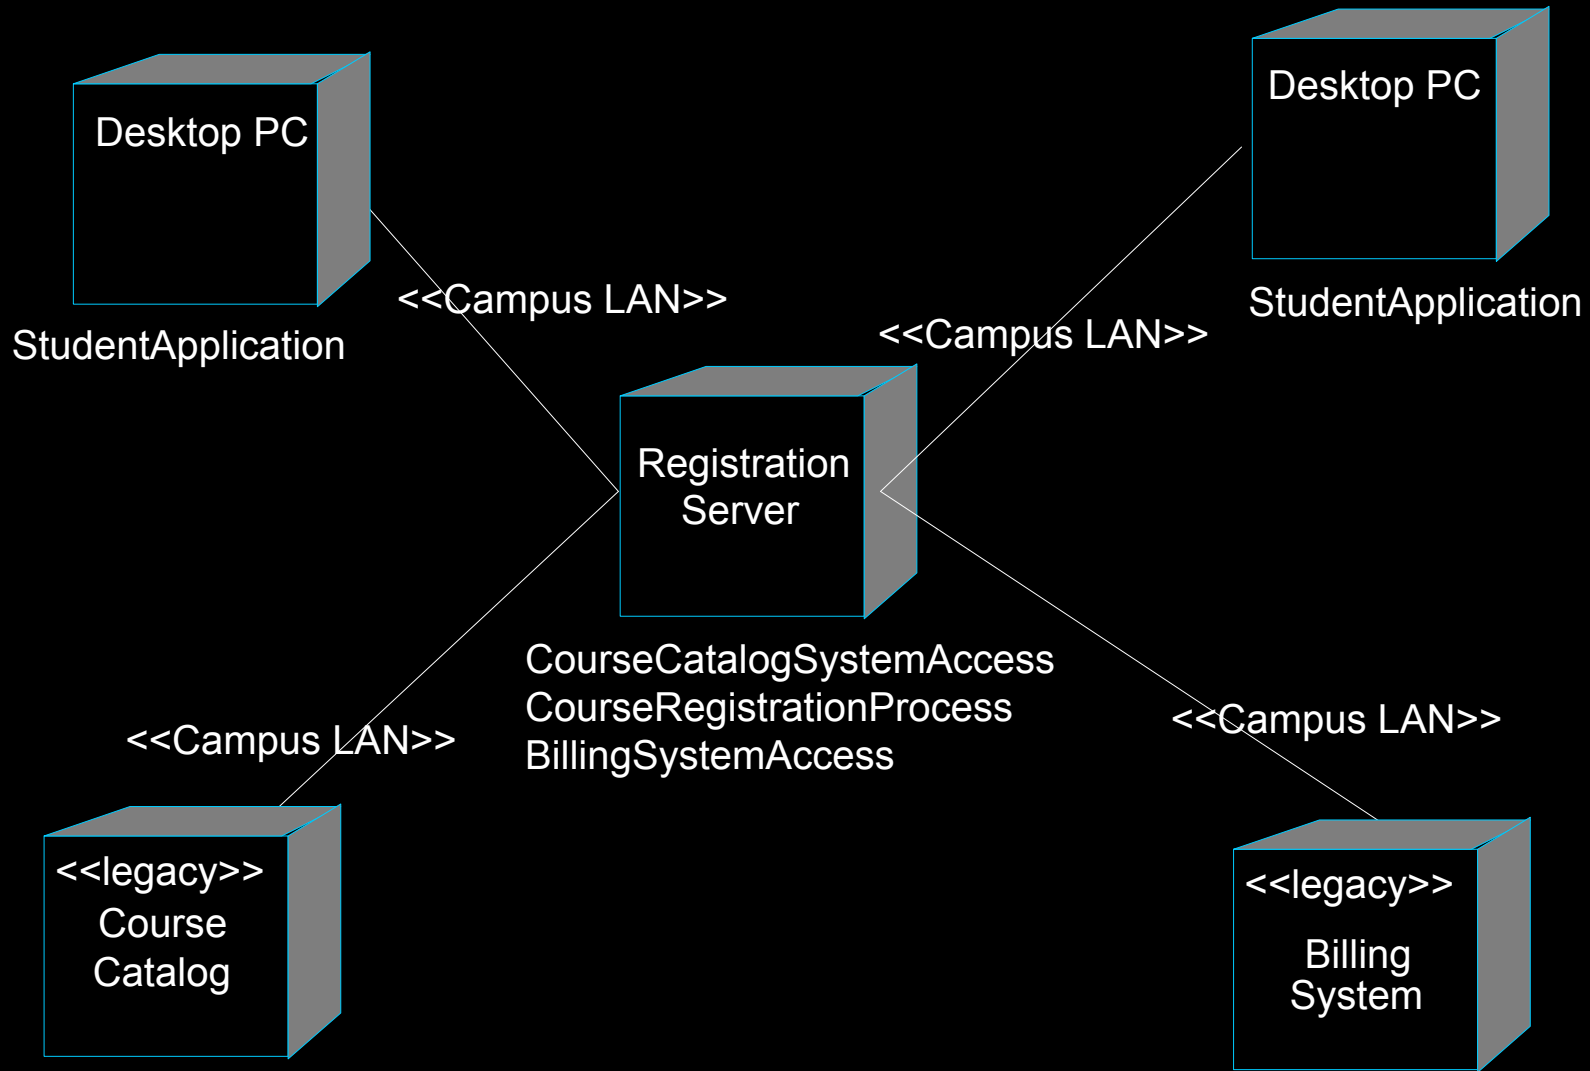 Desktop PC
Desktop PC
<<Campus LAN>>
StudentApplication
<<Campus LAN>>
StudentApplication
Registration
Server
CourseCatalogSystemAccess
CourseRegistrationProcess
BillingSystemAccess
<<Campus LAN>>
<<Campus LAN>>
<<legacy>>
Course
Catalog
<<legacy>>
Billing
System